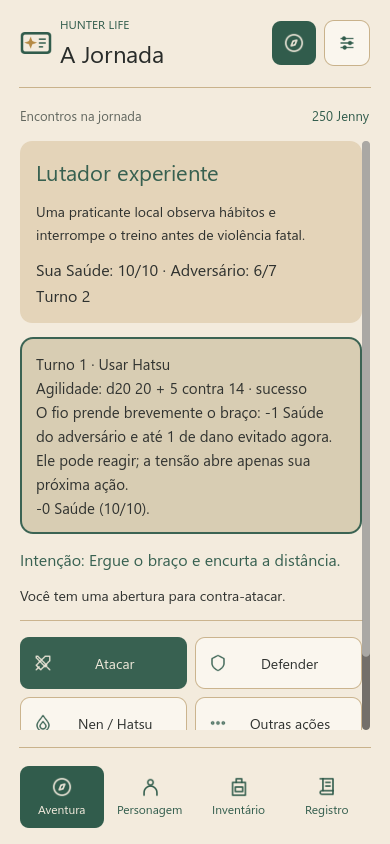 HUNTER LIFE
A Jornada
Encontros na jornada
250 Jenny
Lutador experiente
Uma praticante local observa hábitos e
interrompe o treino antes de violência fatal.
Sua Saúde: 10/10 · Adversário: 6/7
Turno 2
Turno 1 · Usar Hatsu
Agilidade: d20 20 + 5 contra 14 · sucesso
O fio prende brevemente o braço: -1 Saúde
do adversário e até 1 de dano evitado agora.
Ele pode reagir; a tensão abre apenas sua
próxima ação.
-0 Saúde (10/10).
Intenção: Ergue o braço e encurta a distância.
Você tem uma abertura para contra-atacar.
Atacar
Defender
Nen / Hatsu
Outras ações
Aventura
Personagem
Inventário
Registro